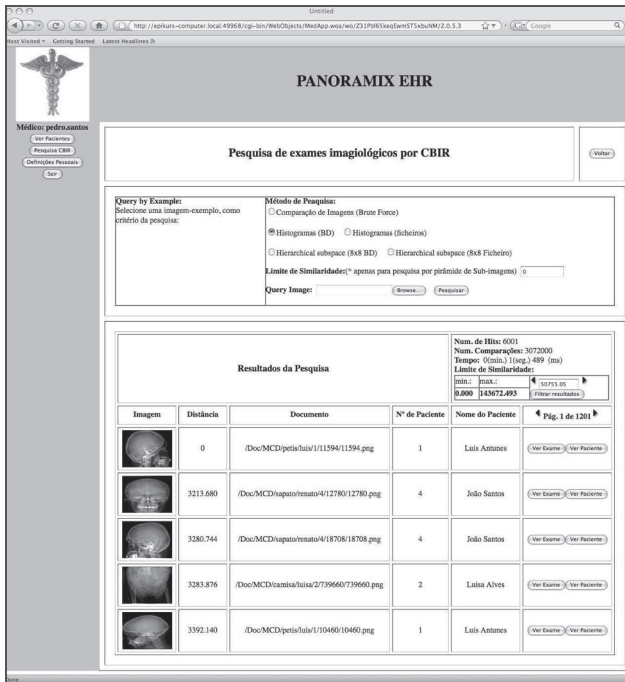 Untitled
http://epikurs-computer.local:49968/cgi-bin/WebObjects/MedApp.woa/wo/Z31Pbl65xeqEwmST5xbuNM/2.0.5.3
Google
Most Visited Getting Started Latest Headlines
PANORAMIX EHR
Médico: pedro.santos
Ver Pacientes
Pesquisa CBIR
Definições Pessoais
Sair
Pesquisa de exames imagiológicos por CBIR
Voltar
Query by Example:
Selecione uma imagem-exemplo, como
critério da pesquisa:
Método de Peaquisa:
Comparação de Imagens (Brute Force)
Histogramas (BD) Histogramas (ficheiros)
Hierarchical subspace (8x8 BD) Hierarchical subspace (8x8 Ficheiro)
Limite de Similaridade:(* apenas para pesquisa por pirâmide de Sub-imagens) 0
Query Image: Browse... Pesquisar
Resultados da Pesquisa
Num. de Hits: 6001
Num. Comparações: 3072000
Tempo: 0(min.) 1(seg.) 489 (ms)
Limite de Similaridade:
min.: max.: 50755.05
0.000 143672.493 Filtrar resultados
Imagem Distância Documento Nº de Paciente Nome do Paciente Pág. 1 de 1201
0 /Doc/MCD/petis/luis/1/11594/11594.png 1 Luis Antunes Ver Exame Ver Paciente
3213.680 /Doc/MCD/sapato/renato/4/12780/12780.png 4 João Santos Ver Exame Ver Paciente
3280.744 /Doc/MCD/sapato/renato/4/18708/18708.png 4 João Santos Ver Exame Ver Paciente
3283.876 /Doc/MCD/camisa/luisa/2/739660/739660.png 2 Luisa Alves Ver Exame Ver Paciente
3392.140 /Doc/MCD/petis/luis/1/10460/10460.png 1 Luis Antunes Ver Exame Ver Paciente
Done